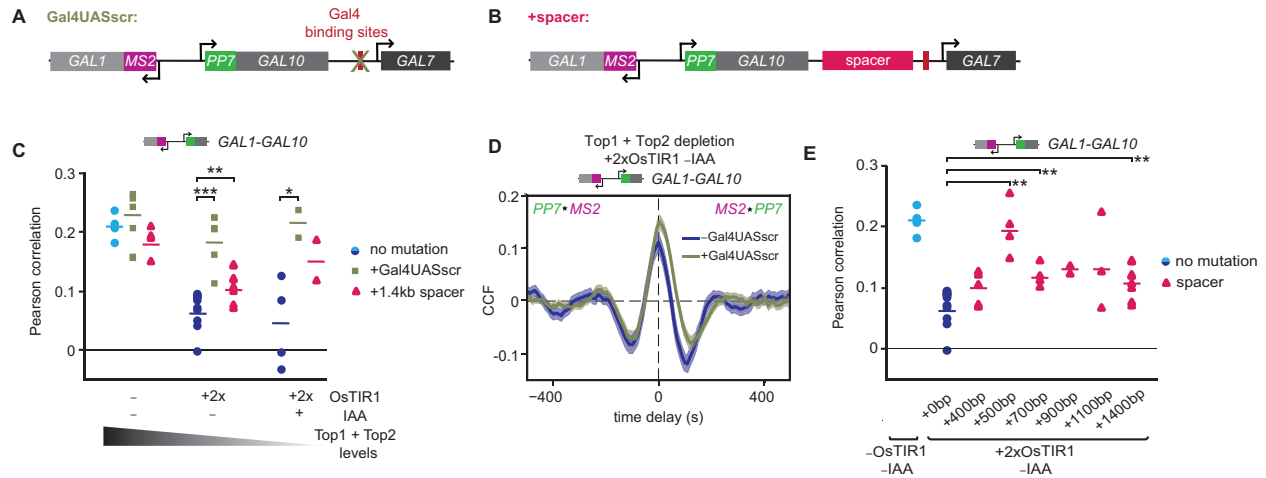 A
Gal4UASscr:
Gal4
binding sites
GAL1
MS2
PP7
GAL10
GAL7
B
+spacer:
GAL1
MS2
PP7
GAL10
spacer
GAL7
C
GAL1-GAL10
Pearson correlation
0.3
0.2
0.1
0
**
***
*
no mutation
+Gal4UASscr
+1.4kb spacer
– +2x +2x OsTIR1
– – + IAA
Top1 + Top2
levels
D
Top1 + Top2 depletion
+2xOsTIR1 –IAA
GAL1-GAL10
PP7★MS2
MS2★PP7
–Gal4UASscr
+Gal4UASscr
CCF
0.2
0.1
0
-0.1
−400
0
400
time delay (s)
E
GAL1-GAL10
Pearson correlation
0.3
0.2
0.1
0
**
**
**
no mutation
spacer
+0bp
+400bp
+500bp
+700bp
+900bp
+1100bp
+1400bp
–OsTIR1
–IAA
+2xOsTIR1
–IAA